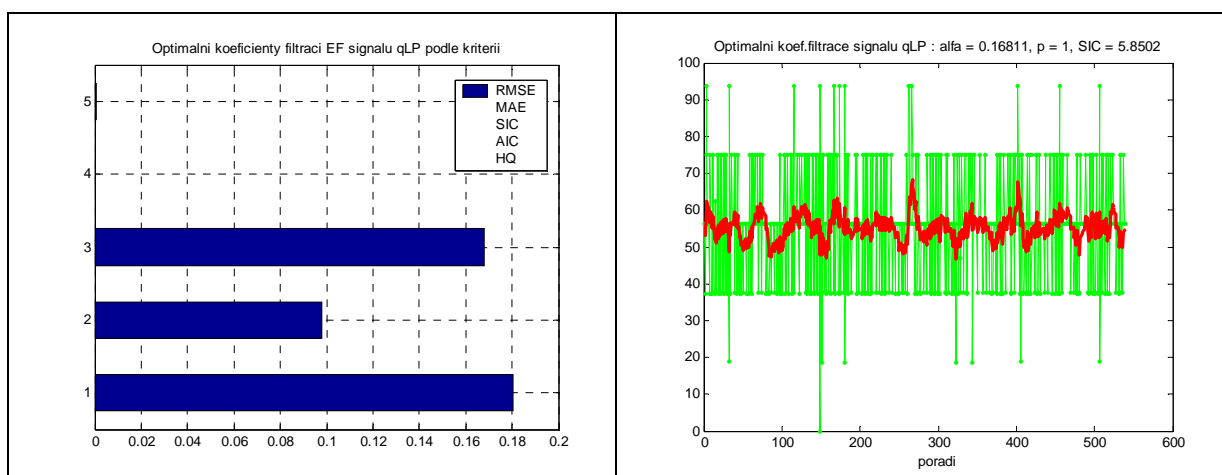 Optimalni koeficienty filtraci EF signalu qLP podle kriterii
5
4
3
2
1
RMSE
MAE
SIC
AIC
HQ
0 0.02 0.04 0.06 0.08 0.1 0.12 0.14 0.16 0.18 0.2
Optimalni koef.filtrace signalu qLP : alfa = 0.16811, p = 1, SIC = 5.8502
100
90
80
70
60
50
40
30
20
10
0
0 100 200 300 400 500 600
poradi